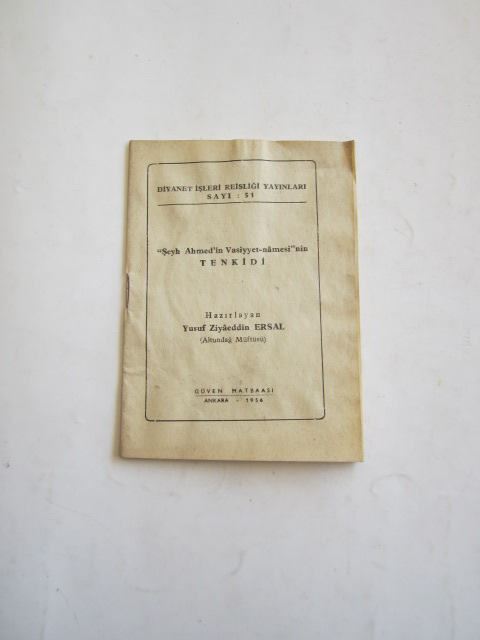 DİYANET İŞLERİ REİSLİĞİ YAYINLARI
SAYI : 51
“Şeyh Ahmed'in Vasiyyet-nâmesi”nin
TENKİDİ
Hazırlayan
Yusuf Ziyâeddin ERSAL
(Altundağ Müftüsü)
GÜVEN MATBAASI
ANKARA - 1956